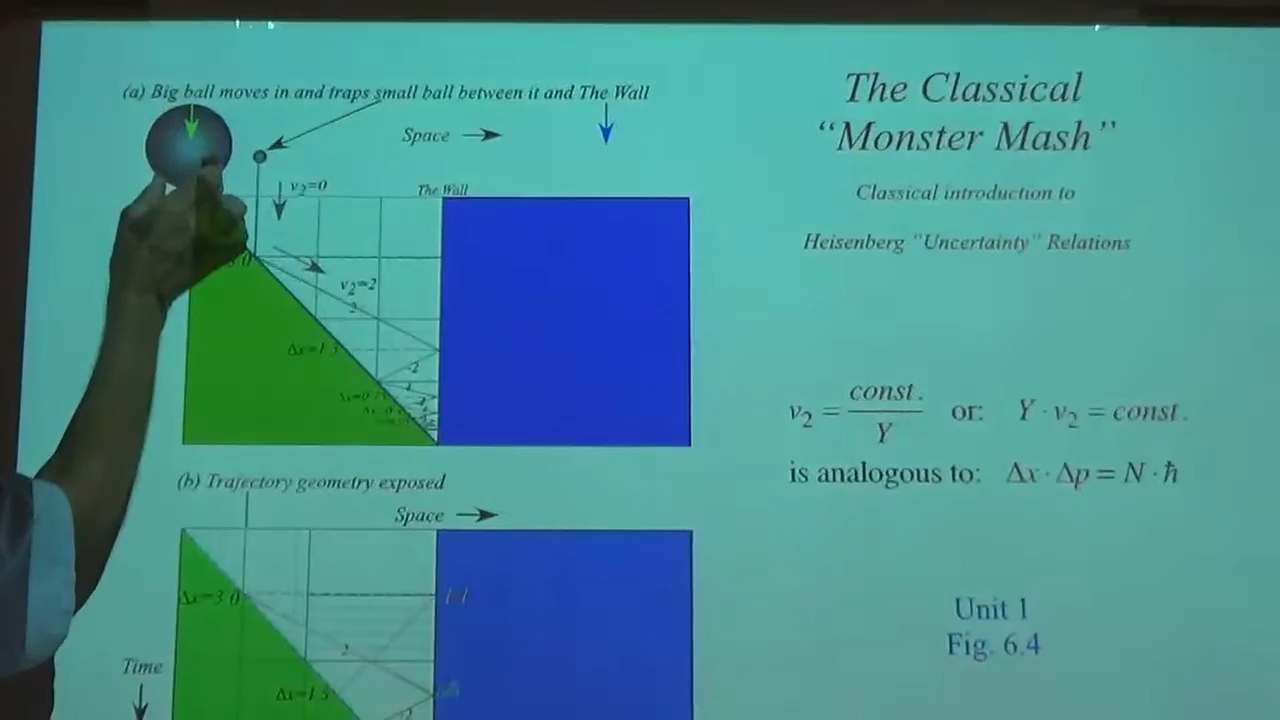 (a) Big ball moves in and traps small ball between it and The Wall
Space
v₂=0
The Wall
v₂=2
2
Δx=1.5
-2
(b) Trajectory geometry exposed
Space
Δx=3.0
2
Δx=1.5
Time
The Classical
“Monster Mash”
Classical introduction to
Heisenberg “Uncertainty” Relations
v₂ = const. / Y or: Y · v₂ = const.
is analogous to: Δx · Δp = N · ħ
Unit 1
Fig. 6.4